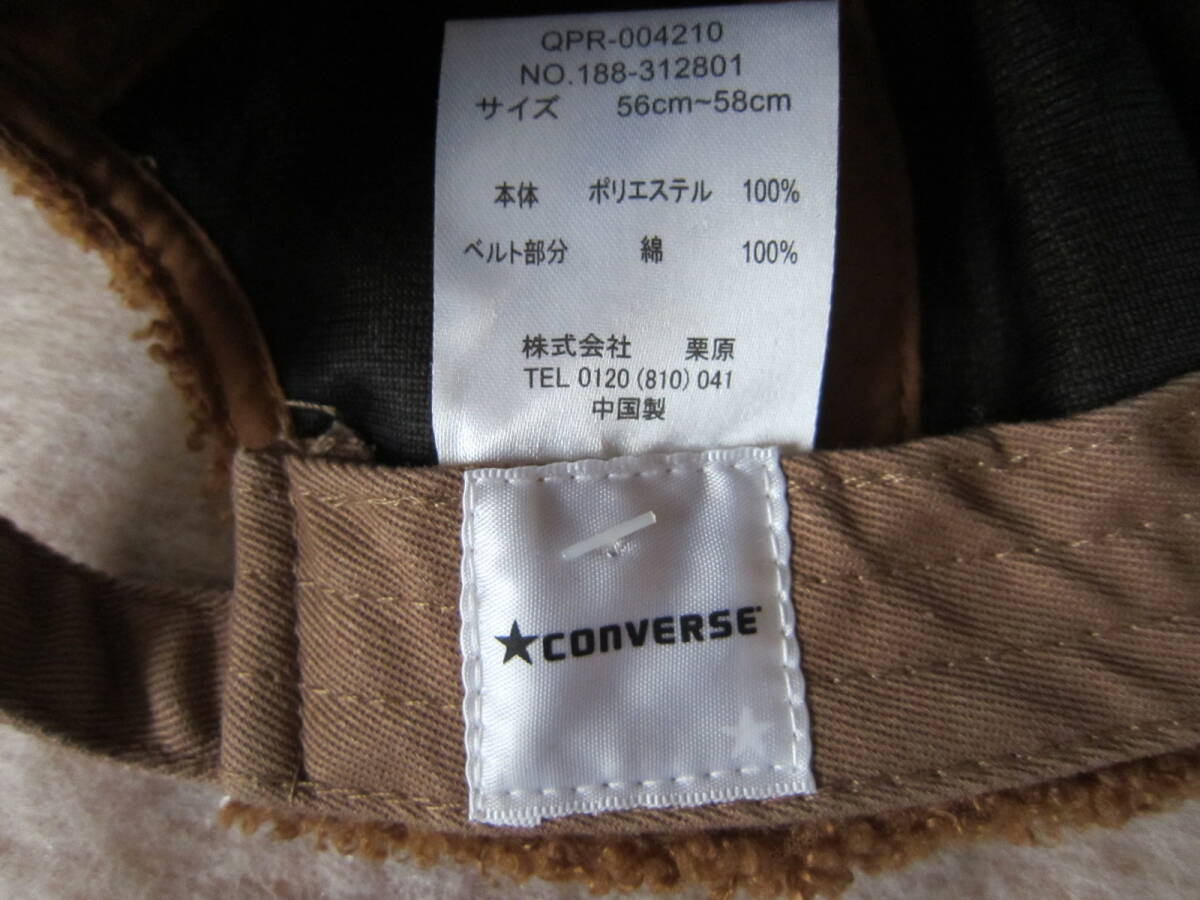 QPR-004210
NO.188-312801
サイズ 56cm~58cm
本体 ポリエステル 100%
ベルト部分 綿 100%
株式会社 栗原
TEL 0120 (810) 041
中国製
★CONVERSE